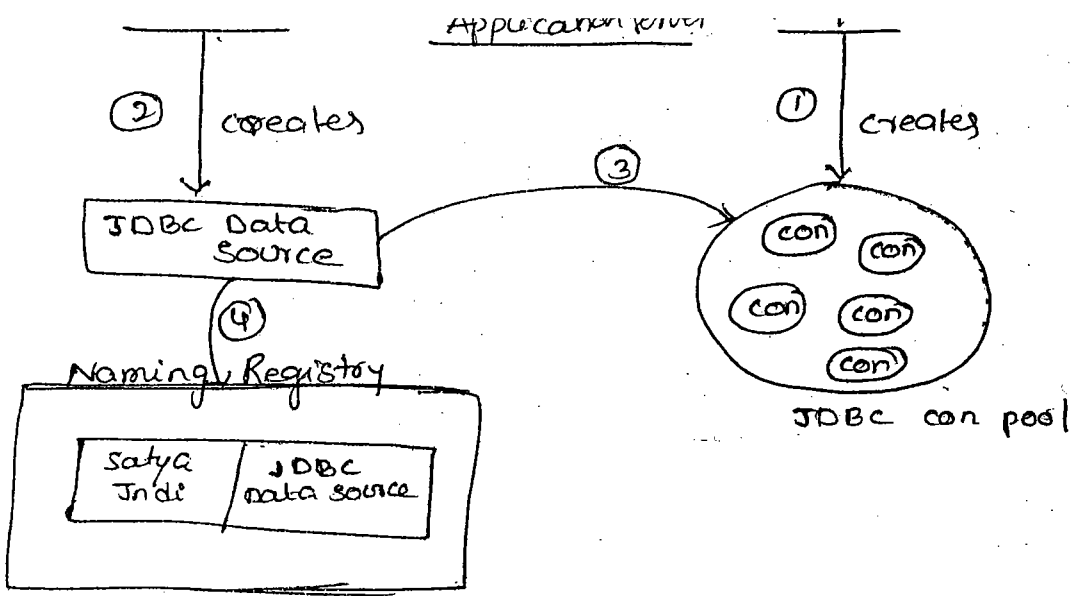 Application
2
creates
1
creates
3
JDBC Data
Source
con
con
con
con
con
4
Naming Registry
JDBC con pool
Satya
Jndi
JDBC
Data source